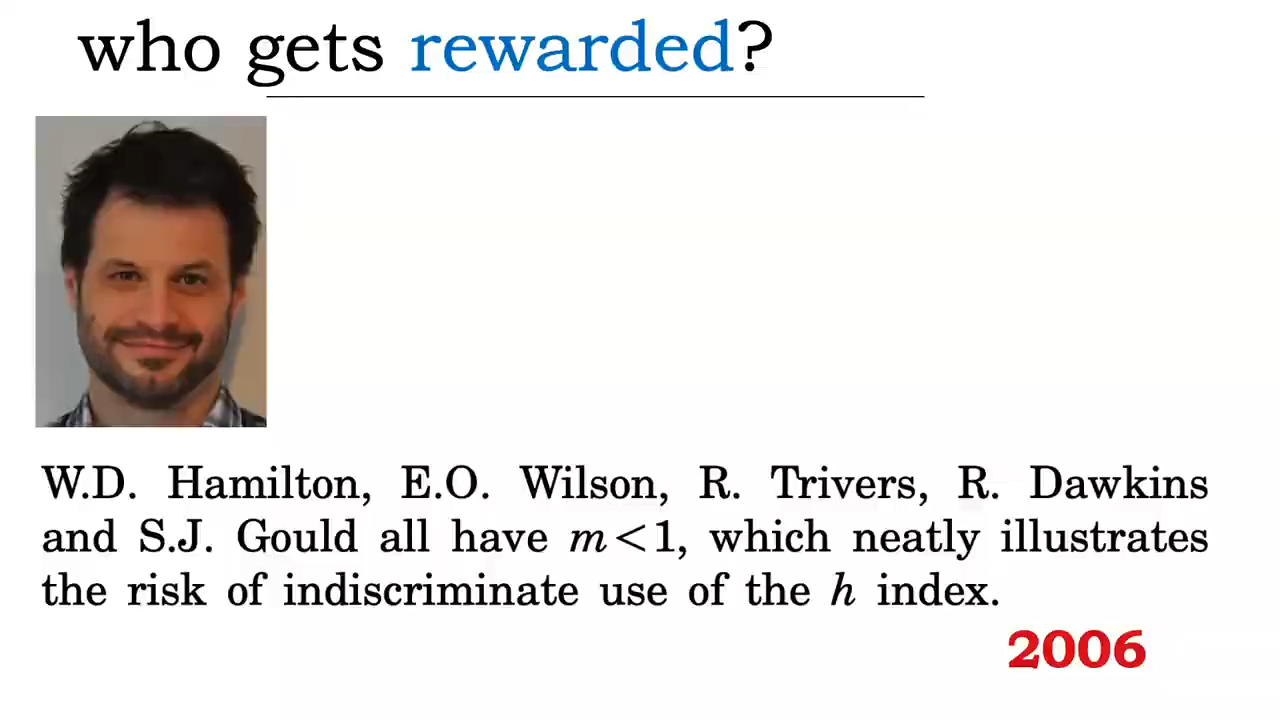 who gets rewarded?
W.D. Hamilton, E.O. Wilson, R. Trivers, R. Dawkins
and S.J. Gould all have m<1, which neatly illustrates
the risk of indiscriminate use of the h index.
2006